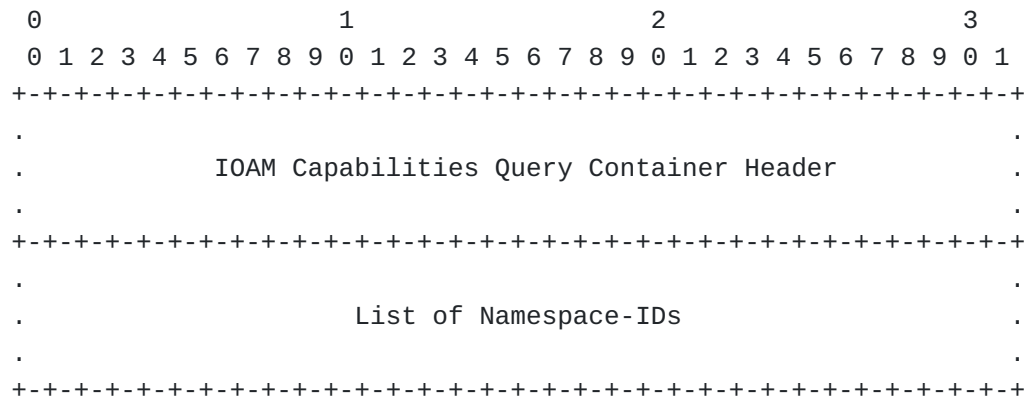 0                   1                   2                   3
 0 1 2 3 4 5 6 7 8 9 0 1 2 3 4 5 6 7 8 9 0 1 2 3 4 5 6 7 8 9 0 1
+-+-+-+-+-+-+-+-+-+-+-+-+-+-+-+-+-+-+-+-+-+-+-+-+-+-+-+-+-+-+-+-+
.                                                               .
.            IOAM Capabilities Query Container Header           .
.                                                               .
+-+-+-+-+-+-+-+-+-+-+-+-+-+-+-+-+-+-+-+-+-+-+-+-+-+-+-+-+-+-+-+-+
.                                                               .
.                     List of Namespace-IDs                     .
.                                                               .
+-+-+-+-+-+-+-+-+-+-+-+-+-+-+-+-+-+-+-+-+-+-+-+-+-+-+-+-+-+-+-+-+